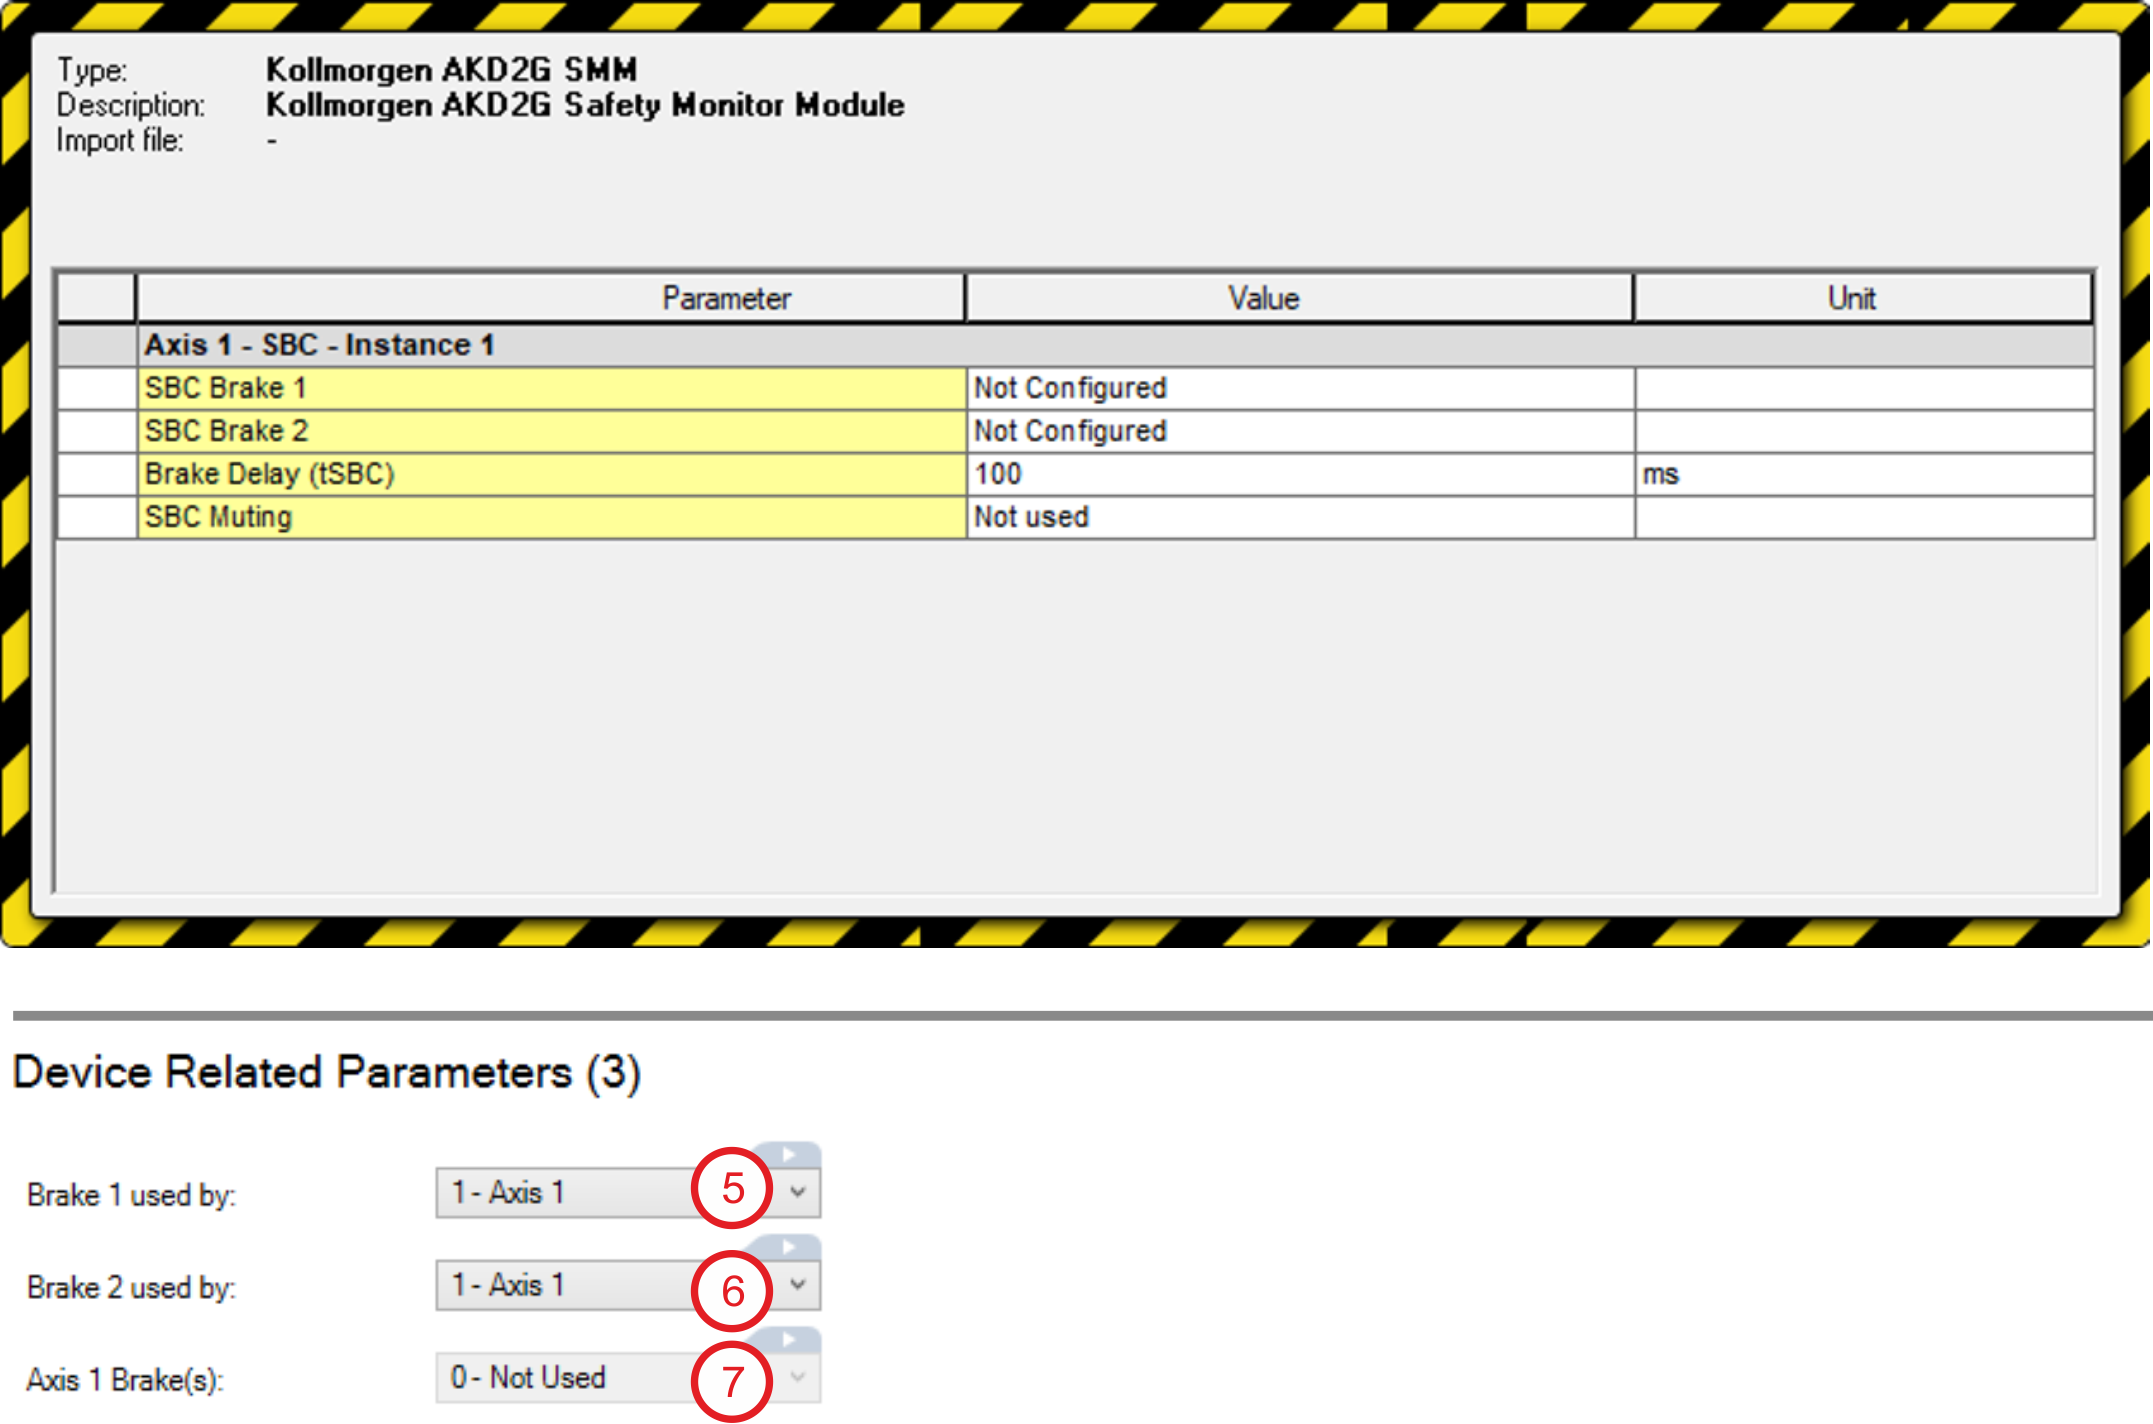 Type: Kollmorgen AKD2G SMM
Description: Kollmorgen AKD2G Safety Monitor Module
Import file: -
Parameter Value Unit
Axis 1 - SBC - Instance 1
SBC Brake 1 Not Configured
SBC Brake 2 Not Configured
Brake Delay (tSBC) 100 ms
SBC Muting Not used
Device Related Parameters (3)
Brake 1 used by: 1 - Axis 1 5
Brake 2 used by: 1 - Axis 1 6
Axis 1 Brake(s): 0 - Not Used 7